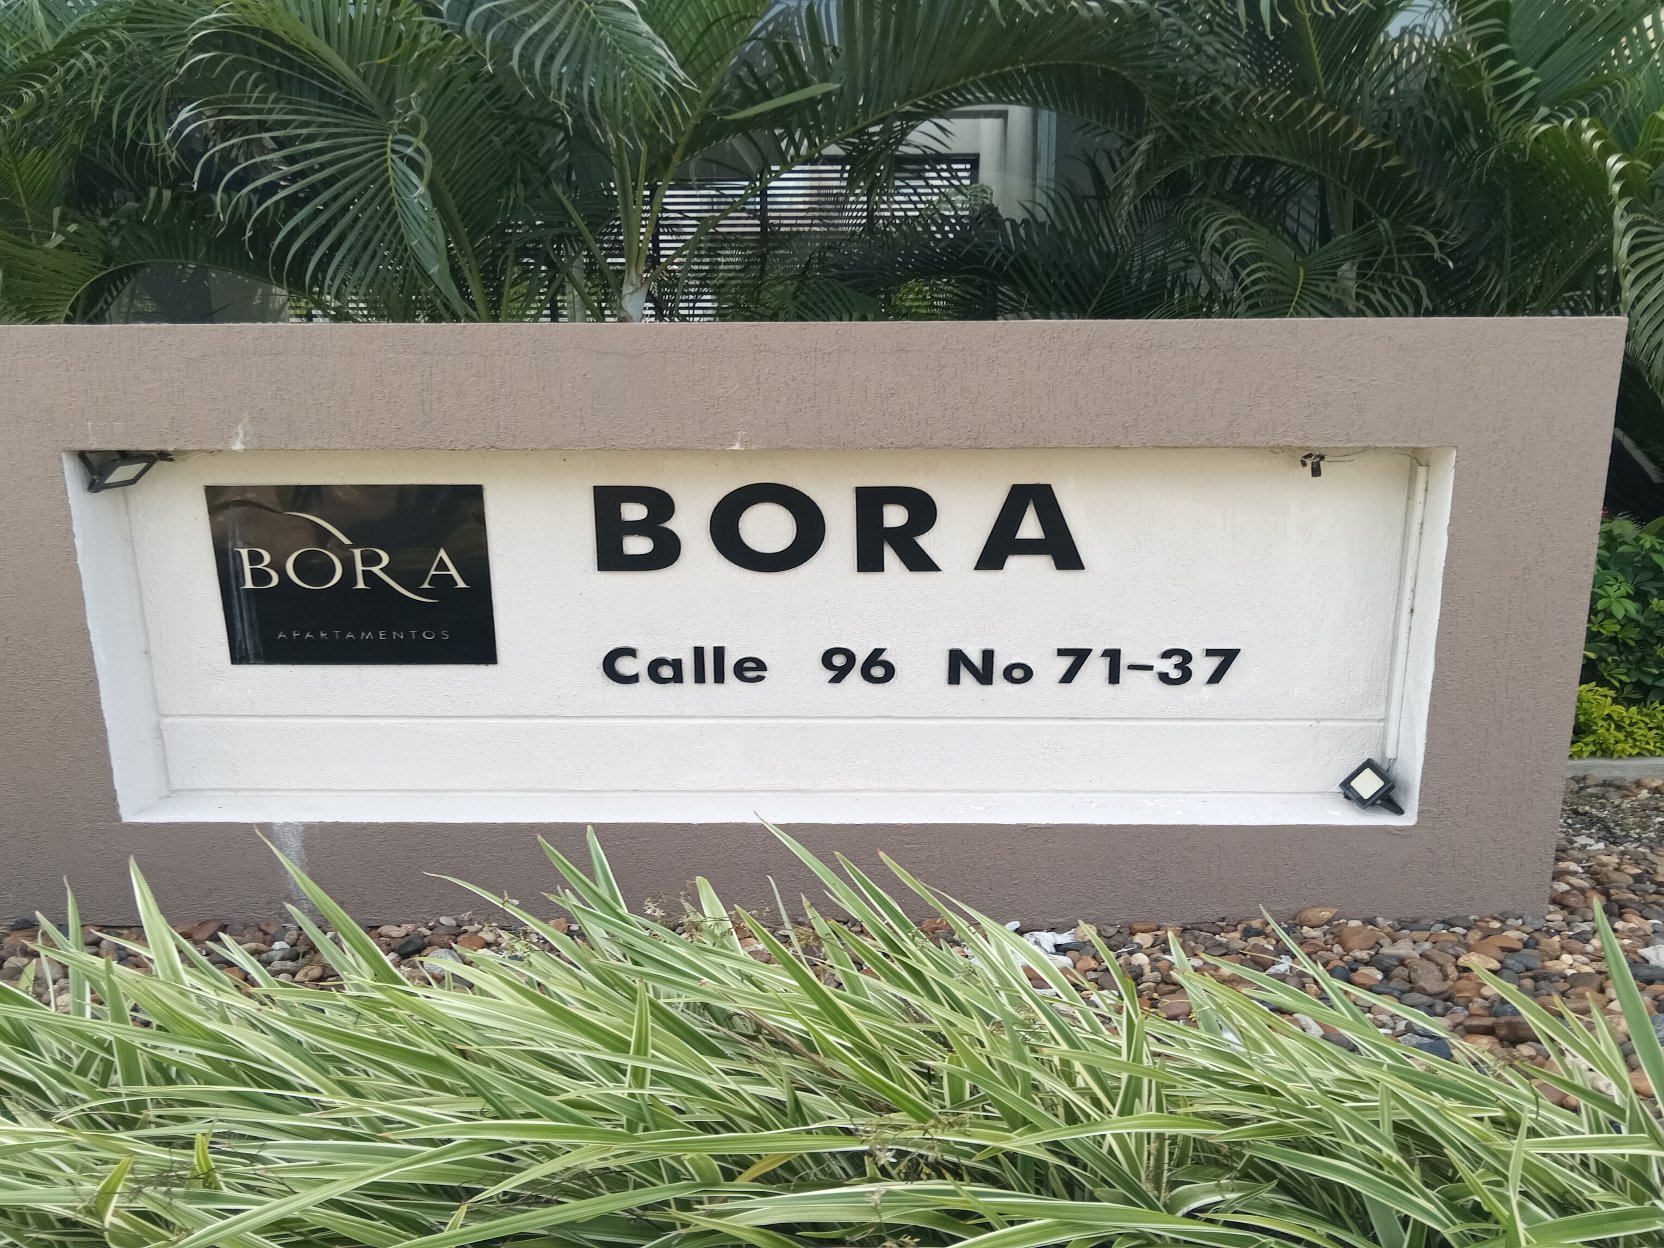 BORA
APARTAMENTOS
BORA
Calle 96 No 71-37